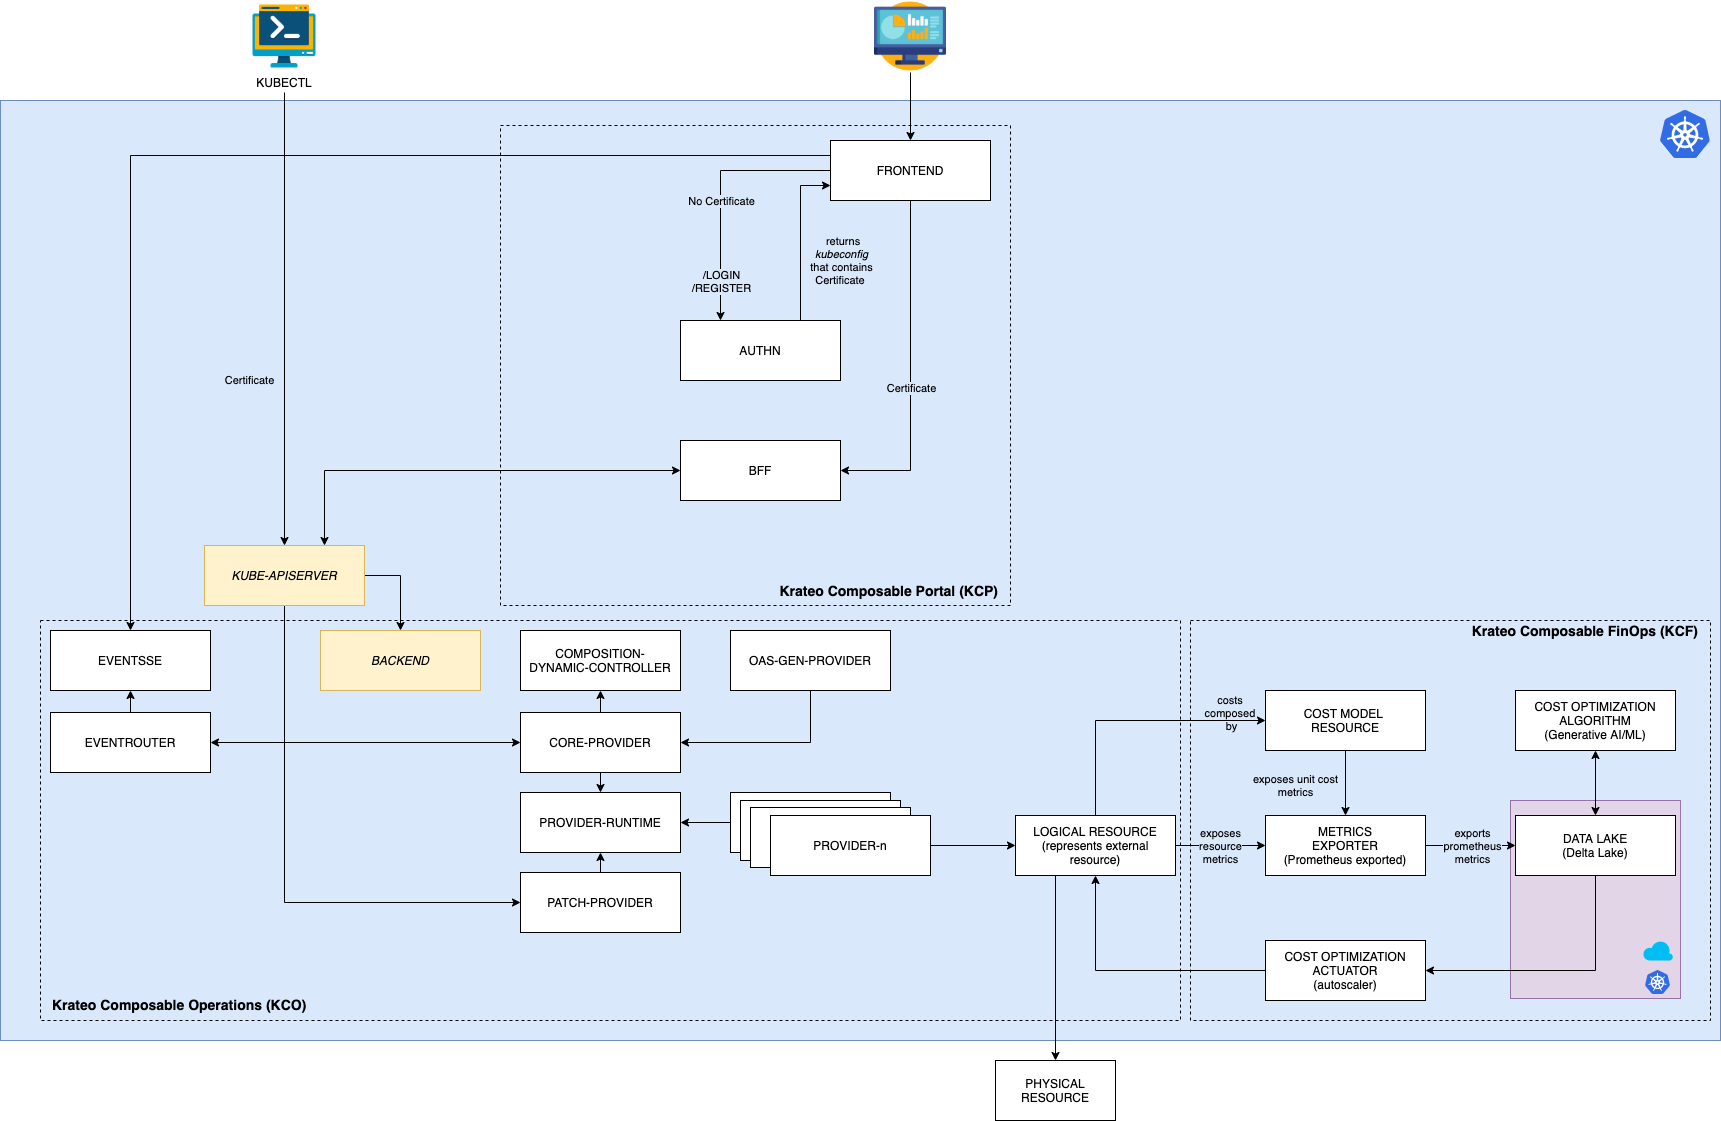 KUBECTL
FRONTEND
No Certificate
returns
kubeconfig
that contains
Certificate
/LOGIN
/REGISTER
AUTHN
Certificate
Certificate
BFF
KUBE-APISERVER
Krateo Composable Portal (KCP)
EVENTSSE
BACKEND
COMPOSITION-
DYNAMIC-CONTROLLER
OAS-GEN-PROVIDER
EVENTROUTER
CORE-PROVIDER
PROVIDER-RUNTIME
PROVIDER-n
PATCH-PROVIDER
LOGICAL RESOURCE
(represents external
resource)
Krateo Composable Operations (KCO)
Krateo Composable FinOps (KCF)
costs
composed
by
COST MODEL
RESOURCE
COST OPTIMIZATION
ALGORITHM
(Generative AI/ML)
exposes unit cost
metrics
exposes
resource
metrics
METRICS
EXPORTER
(Prometheus exported)
exports
prometheus
metrics
DATA LAKE
(Delta Lake)
COST OPTIMIZATION
ACTUATOR
(autoscaler)
PHYSICAL
RESOURCE